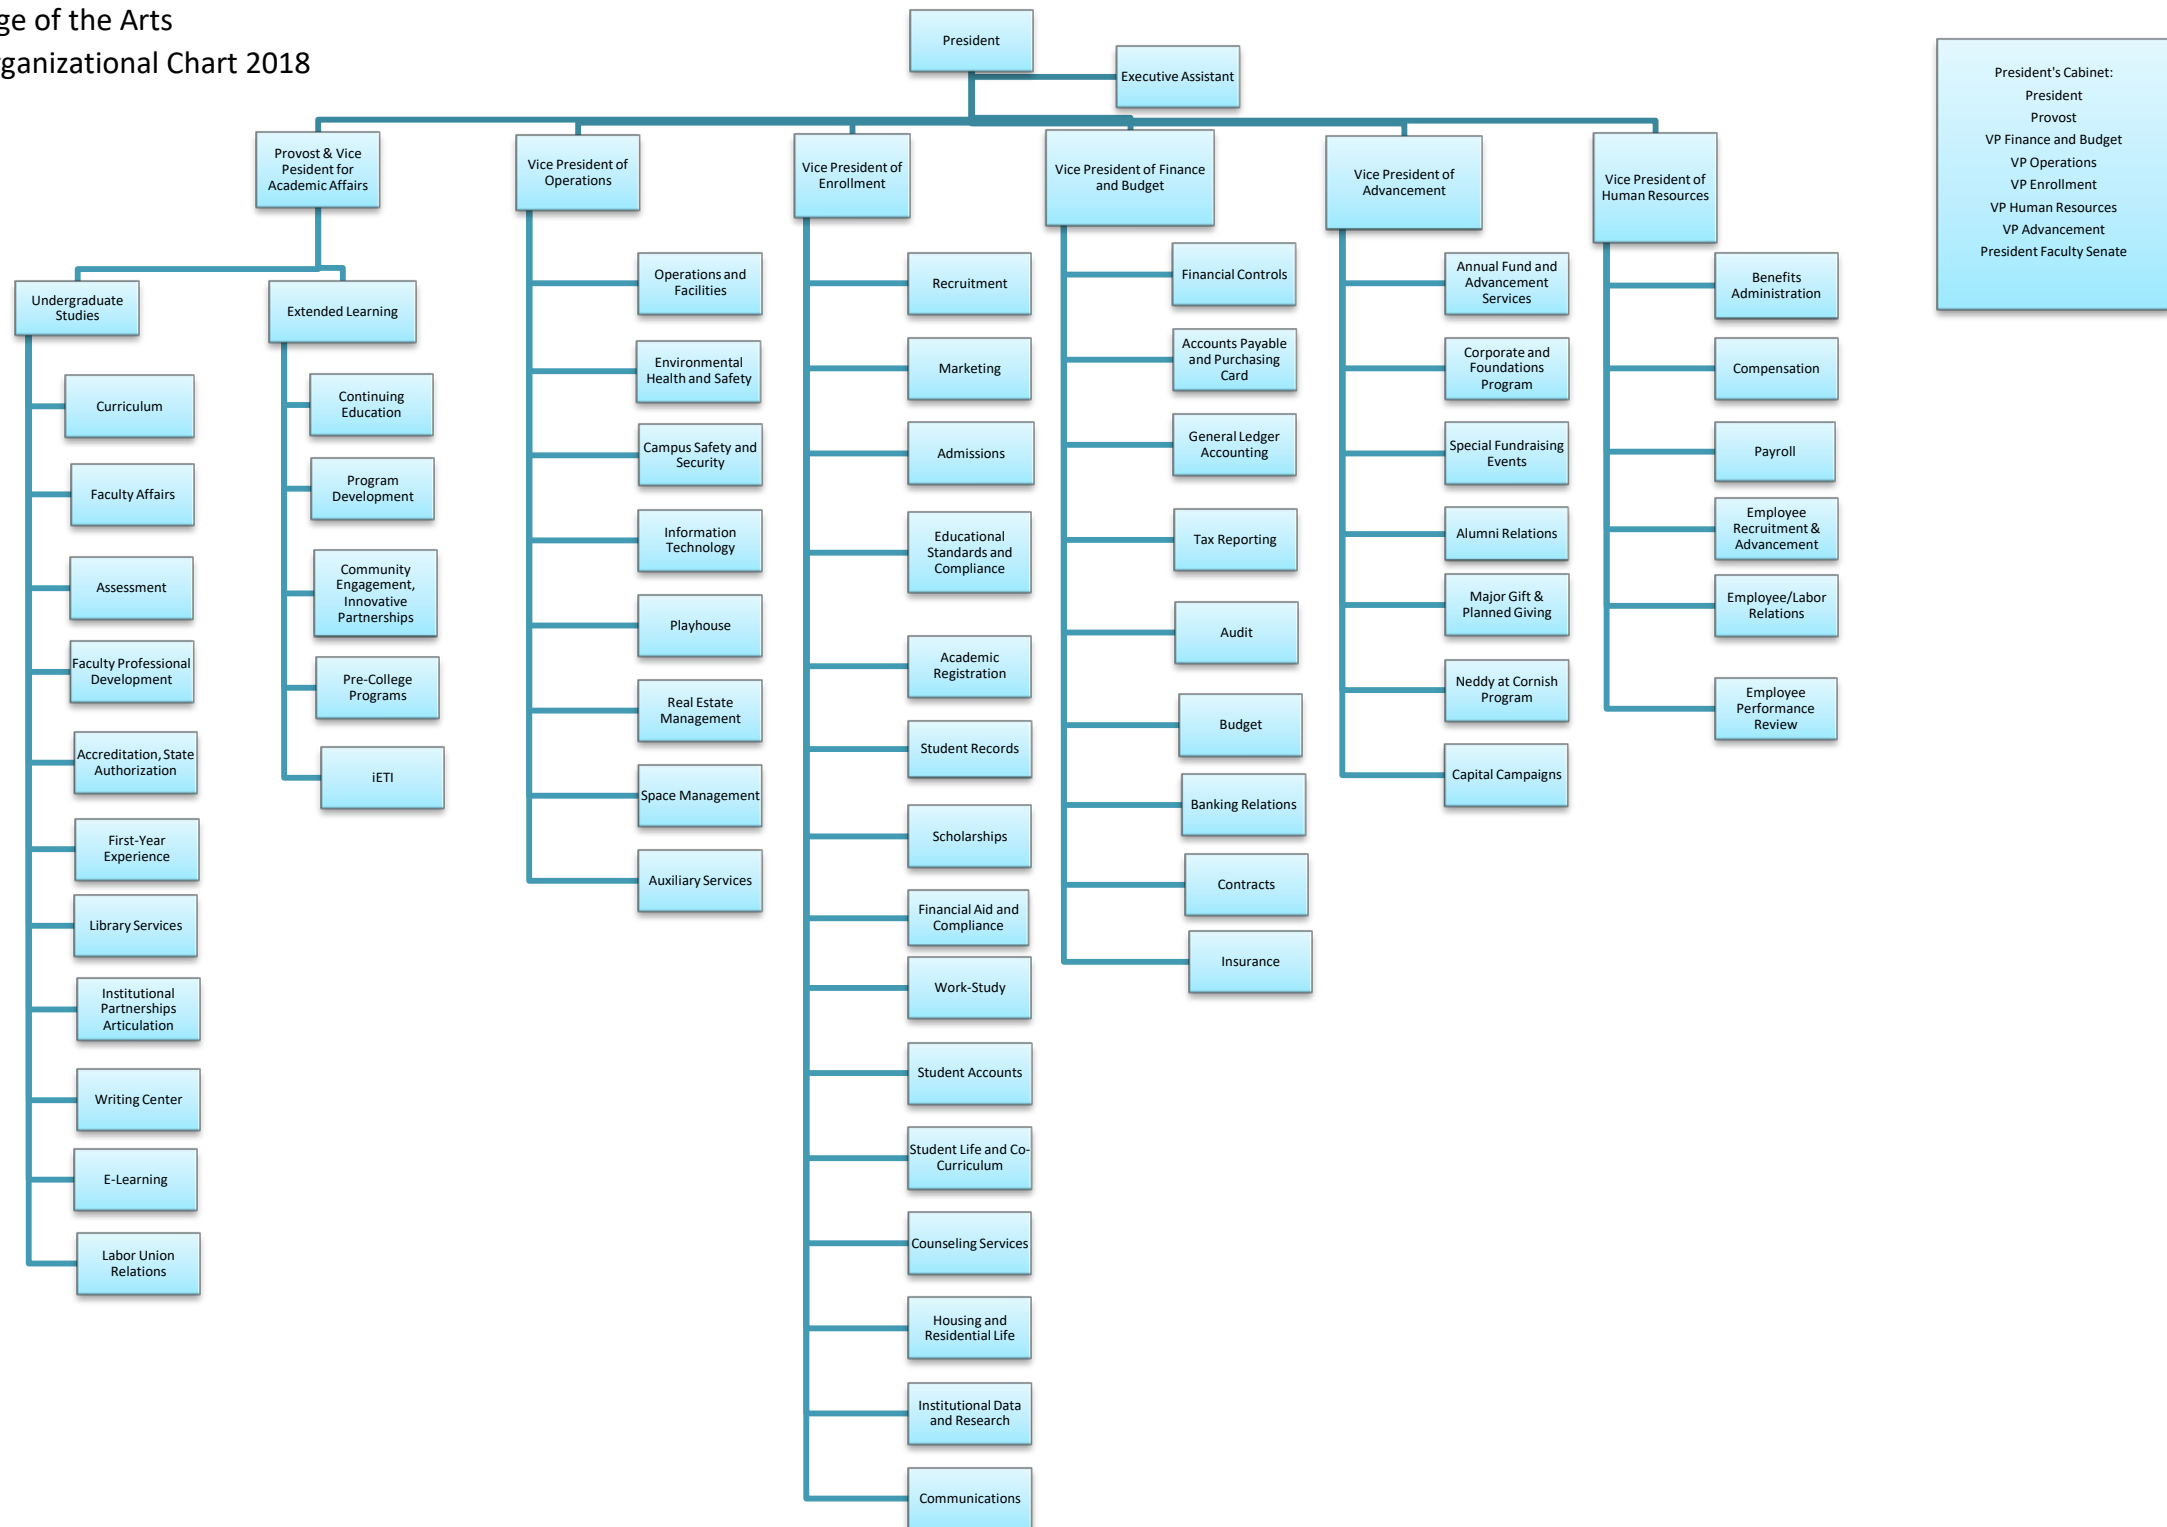 ge of the Arts
ganizational Chart 2018
President
Executive Assistant
President's Cabinet:
President
Provost
VP Finance and Budget
VP Operations
VP Enrollment
VP Human Resources
VP Advancement
President Faculty Senate
Provost & Vice
Pesident for
Academic Affairs
Vice President of
Operations
Vice President of
Enrollment
Vice President of Finance
and Budget
Vice President of
Advancement
Vice President of
Human Resources
Undergraduate
Studies
Curriculum
Faculty Affairs
Assessment
Faculty Professional
Development
Accreditation, State
Authorization
First-Year
Experience
Library Services
Institutional
Partnerships
Articulation
Writing Center
E-Learning
Labor Union
Relations
Extended Learning
Continuing
Education
Program
Development
Community
Engagement,
Innovative
Partnerships
Pre-College
Programs
iETI
Operations and
Facilities
Environmental
Health and Safety
Campus Safety and
Security
Information
Technology
Playhouse
Real Estate
Management
Space Management
Auxiliary Services
Recruitment
Marketing
Admissions
Educational
Standards and
Compliance
Academic
Registration
Student Records
Scholarships
Financial Aid and
Compliance
Work-Study
Student Accounts
Student Life and Co-
Curriculum
Counseling Services
Housing and
Residential Life
Institutional Data
and Research
Communications
Financial Controls
Accounts Payable
and Purchasing
Card
General Ledger
Accounting
Tax Reporting
Audit
Budget
Banking Relations
Contracts
Insurance
Annual Fund and
Advancement
Services
Corporate and
Foundations
Program
Special Fundraising
Events
Alumni Relations
Major Gift &
Planned Giving
Neddy at Cornish
Program
Capital Campaigns
Benefits
Administration
Compensation
Payroll
Employee
Recruitment &
Advancement
Employee/Labor
Relations
Employee
Performance
Review